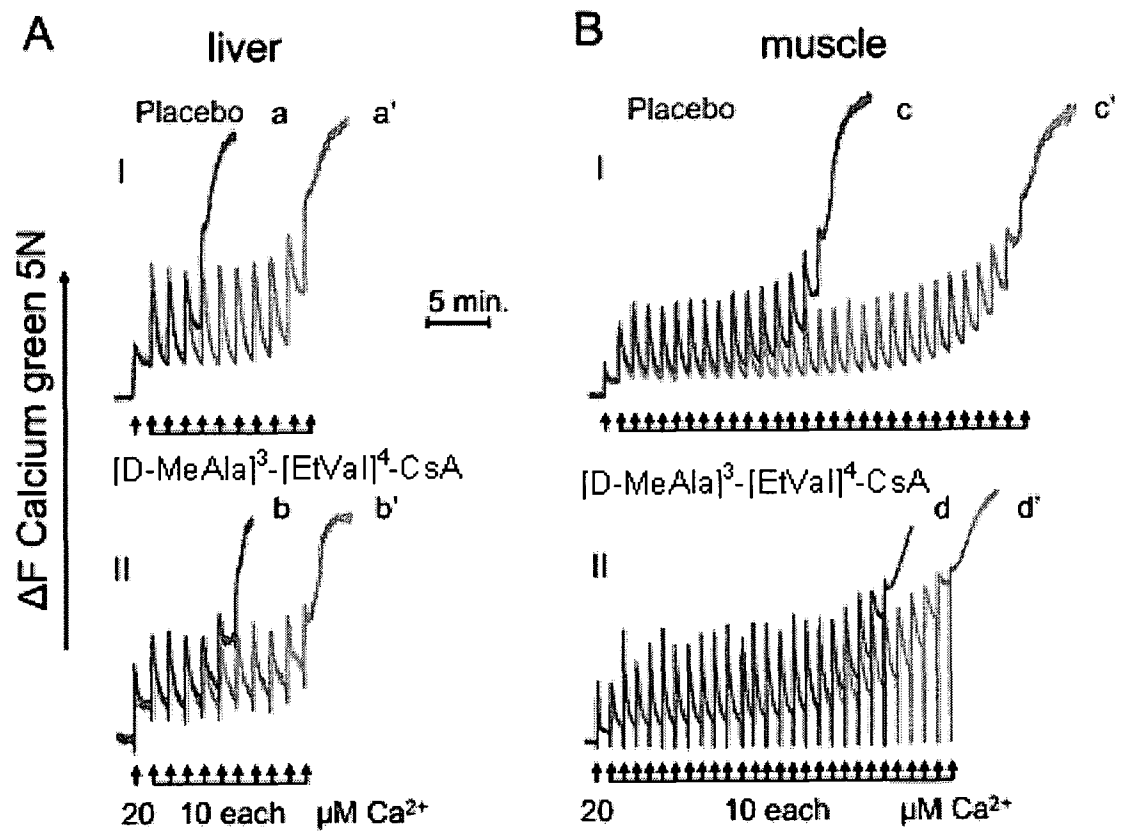 A
liver
Placebo a a'
I
5 min.
[D-MeAla]³-[EtVal]⁴-CsA
b b'
II
20 10 each µM Ca²⁺
ΔF Calcium green 5N
B
muscle
Placebo c c'
I
[D-MeAla]³-[EtVal]⁴-CsA
d d'
II
20 10 each µM Ca²⁺